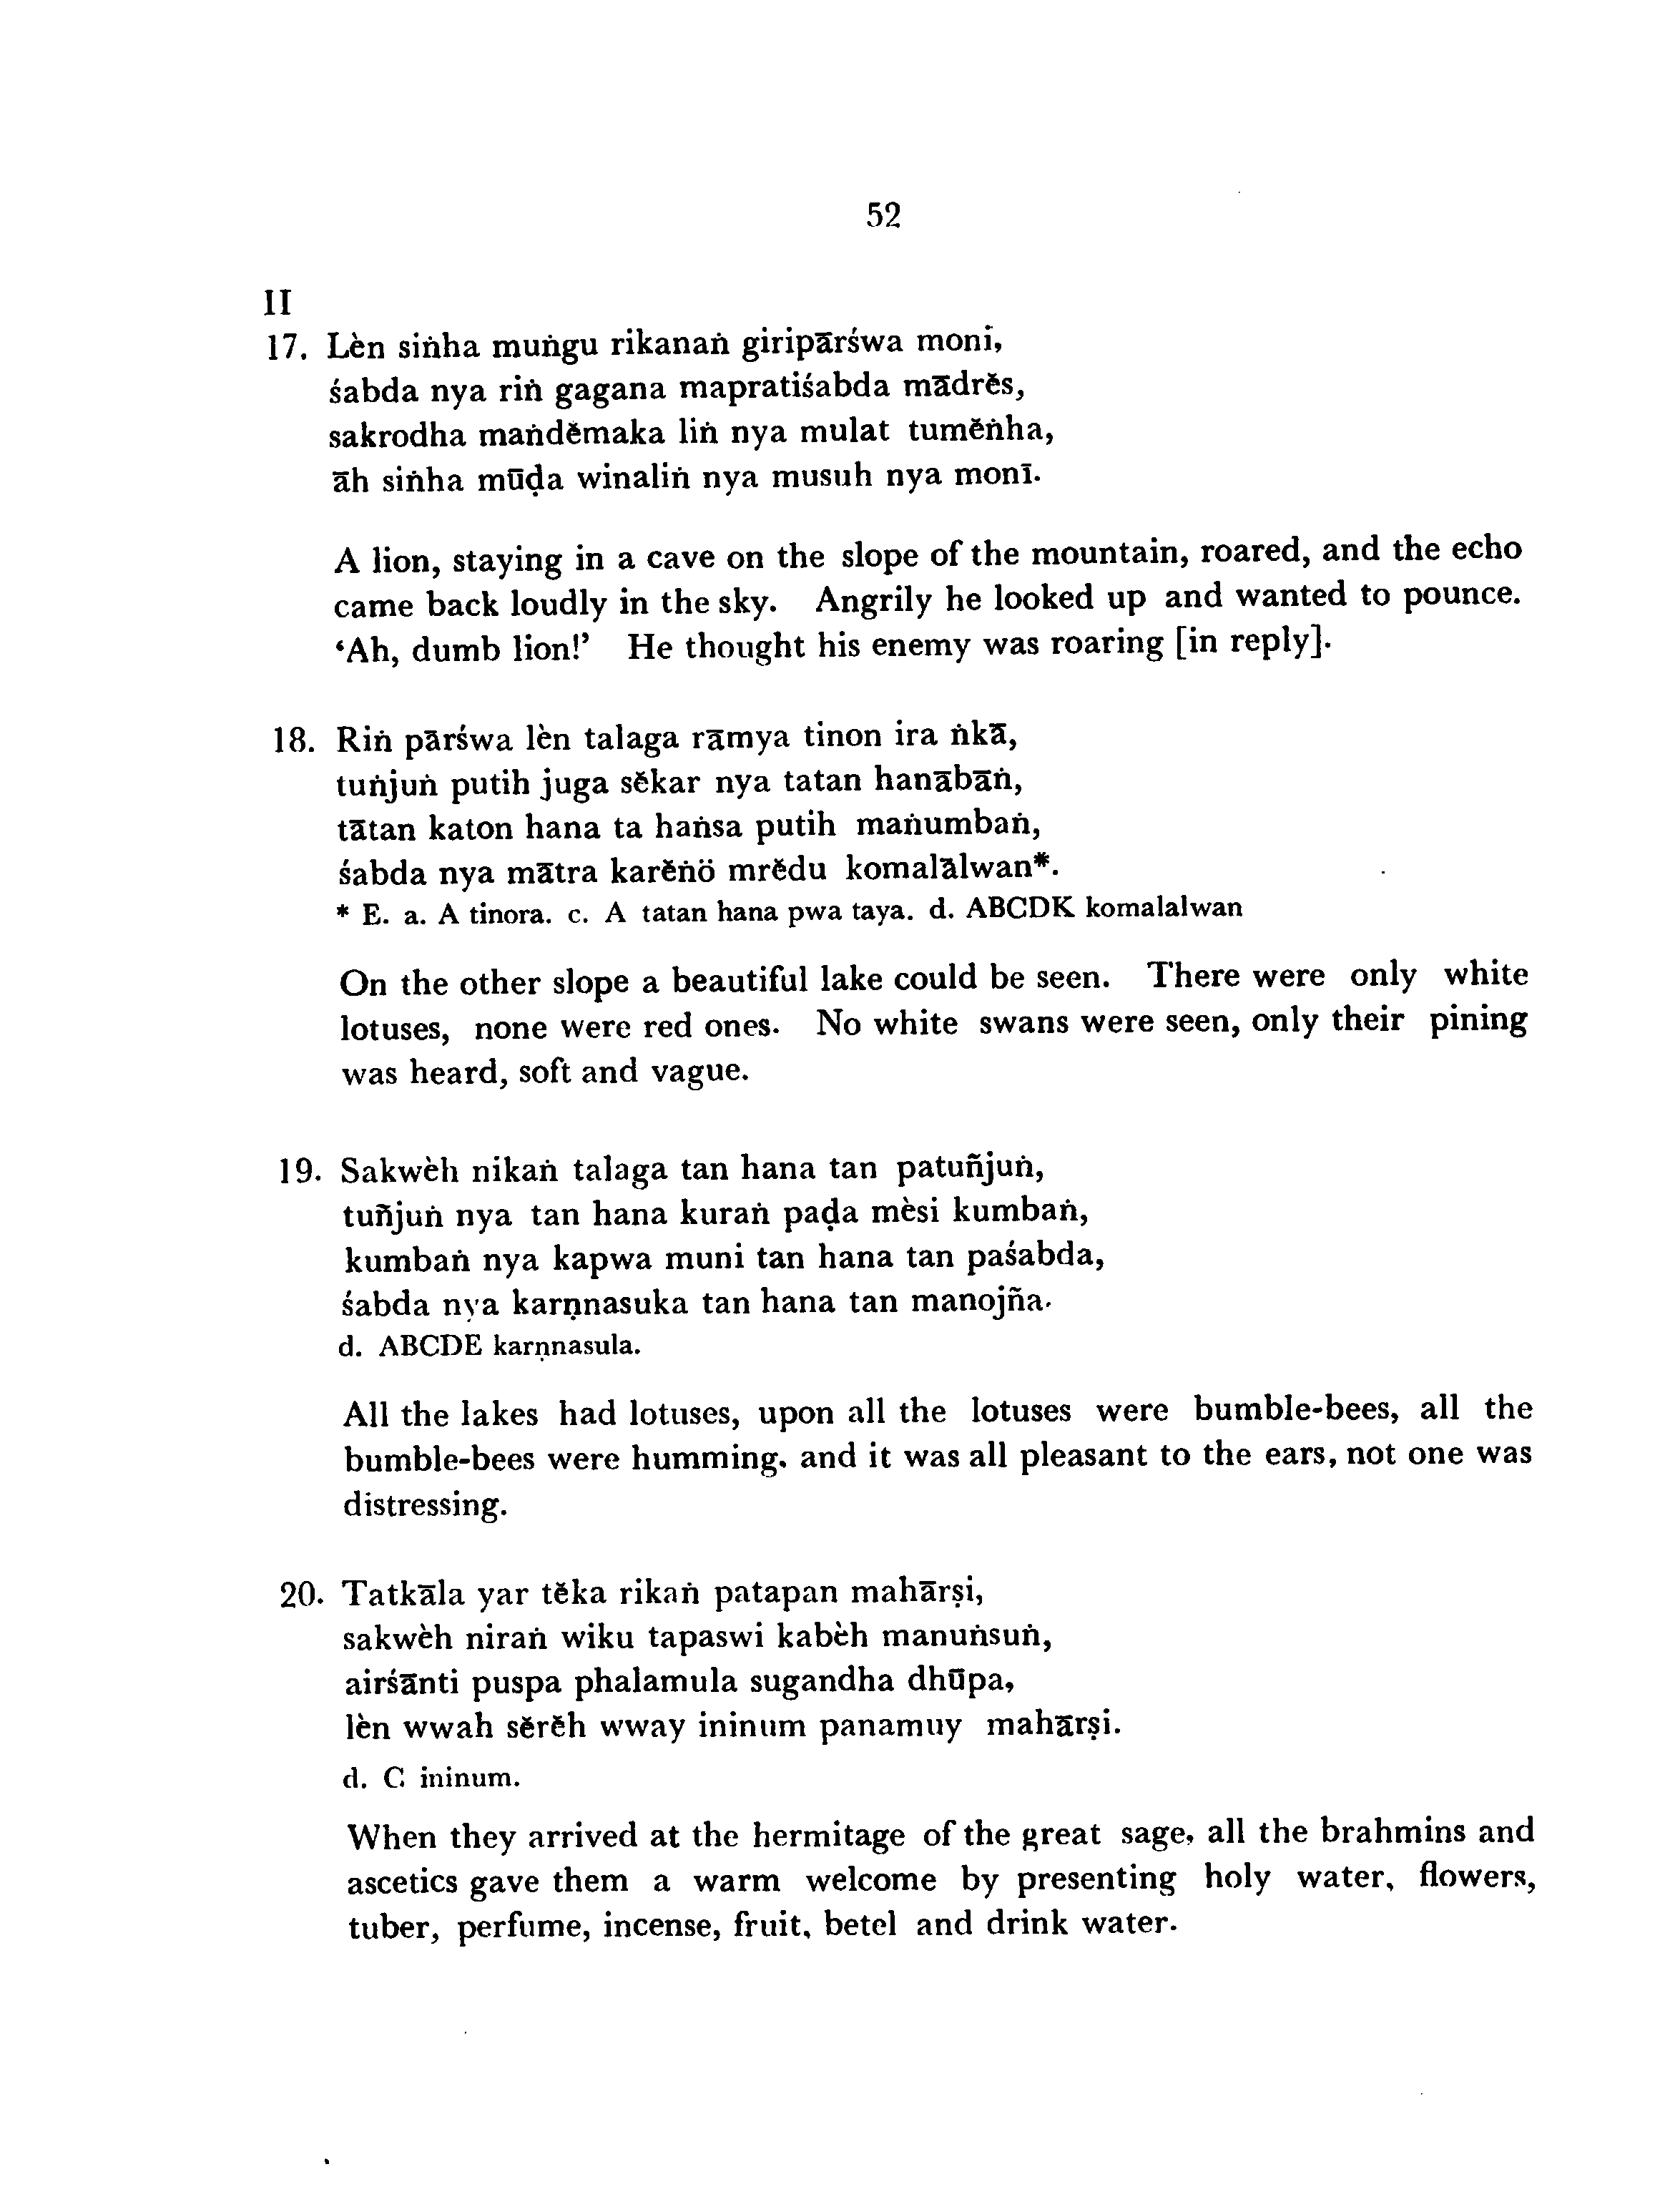 52
II
17. Lèn siṅha muṅgu rikanaṅ giripārśwa moni,
śabda nya riṅ gagana mapratiśabda mādrĕs,
sakrodha maṅdĕmaka liṅ nya mulat tumĕṅha,
āh siṅha mūḍa winaliṅ nya musuh nya monī.
A lion, staying in a cave on the slope of the mountain, roared, and the echo
came back loudly in the sky. Angrily he looked up and wanted to pounce.
‘Ah, dumb lion!’ He thought his enemy was roaring [in reply].
18. Riṅ pārśwa lèn talaga rāmya tinon ira ṅkā,
tuṅjuṅ putih juga sĕkar nya tatan hanābāṅ,
tātan katon hana ta haṅsa putih maṅumbaṅ,
śabda nya mātra karĕṅö mrĕdu komalālwan*.
* E. a. A tinora. c. A tatan hana pwa taya. d. ABCDK komalalwan
On the other slope a beautiful lake could be seen. There were only white
lotuses, none were red ones. No white swans were seen, only their pining
was heard, soft and vague.
19. Sakwèh nikaṅ talaga tan hana tan patuñjuṅ,
tuñjuṅ nya tan hana kuraṅ paḍa mèsi kumbaṅ,
kumbaṅ nya kapwa muni tan hana tan paśabda,
śabda nya karṇnasuka tan hana tan manojña.
d. ABCDE karṇnasula.
All the lakes had lotuses, upon all the lotuses were bumble-bees, all the
bumble-bees were humming, and it was all pleasant to the ears, not one was
distressing.
20. Tatkāla yar tĕka rikaṅ patapan mahārṣi,
sakwèh niraṅ wiku tapaswi kabèh manuṅsuṅ,
airśānti puspa phalamula sugandha dhūpa,
lèn wwah sĕrĕh wway ininum panamuy mahārṣi.
d. C ininum.
When they arrived at the hermitage of the great sage, all the brahmins and
ascetics gave them a warm welcome by presenting holy water, flowers,
tuber, perfume, incense, fruit, betel and drink water.